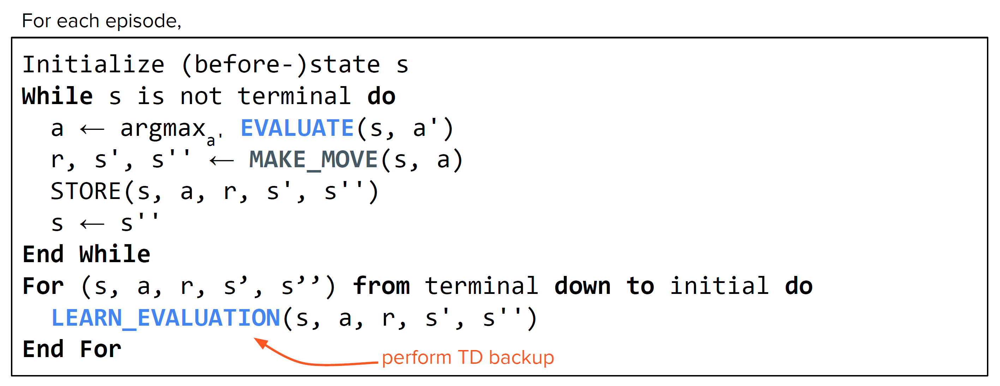 For each episode,
Initialize (before-)state s
While s is not terminal do
a ← argmax a' EVALUATE(s, a')
r, s', s'' ← MAKE_MOVE(s, a)
STORE(s, a, r, s', s'')
s ← s''
End While
For (s, a, r, s’, s’’) from terminal down to initial do
LEARN_EVALUATION(s, a, r, s', s'')
End For
perform TD backup